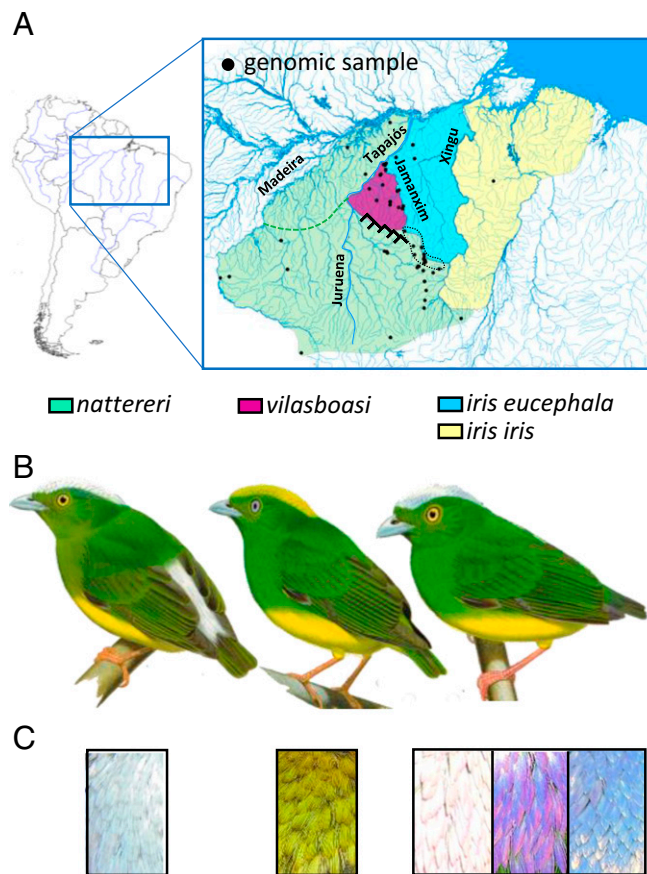 A
genomic sample
Madeira
Tapajós
Jamanxim
Xingu
Juruena
nattereri
vilasboasi
iris eucephala
iris iris
B
C